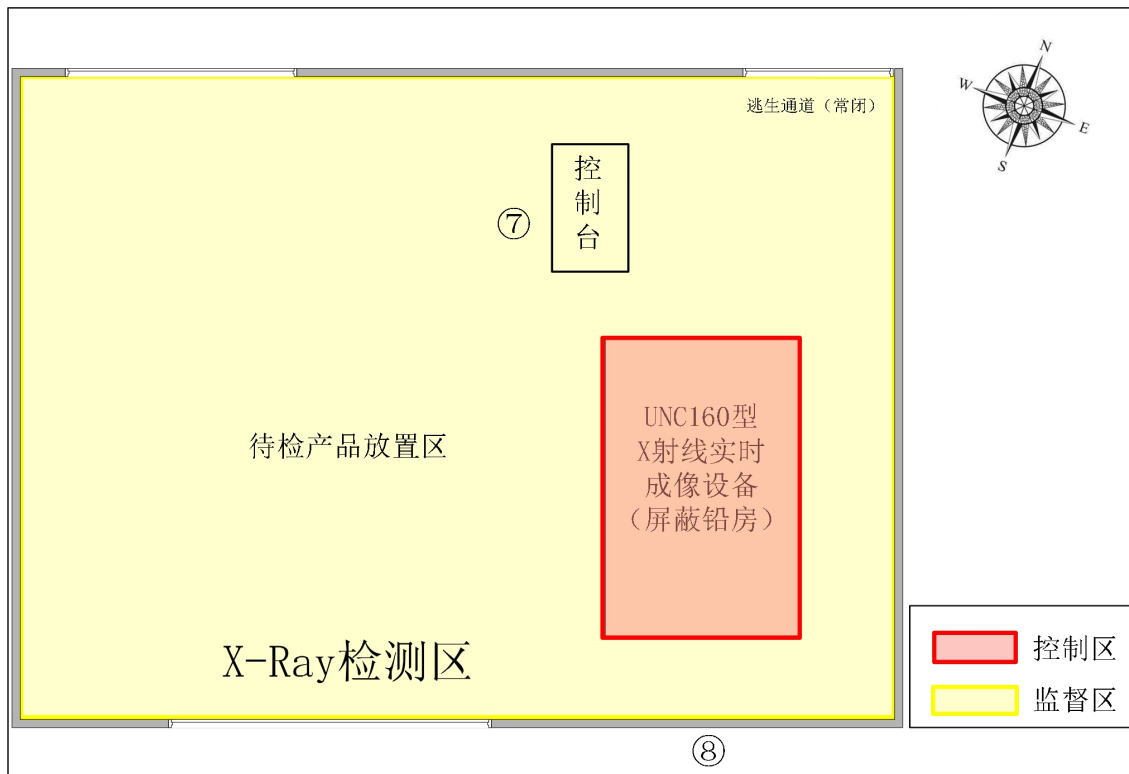 N
W
E
S
逃生通道（常闭）
控
制
台
⑦
UNC160型
X射线实时
成像设备
（屏蔽铅房）
待检产品放置区
X-Ray检测区
控制区
监督区
⑧